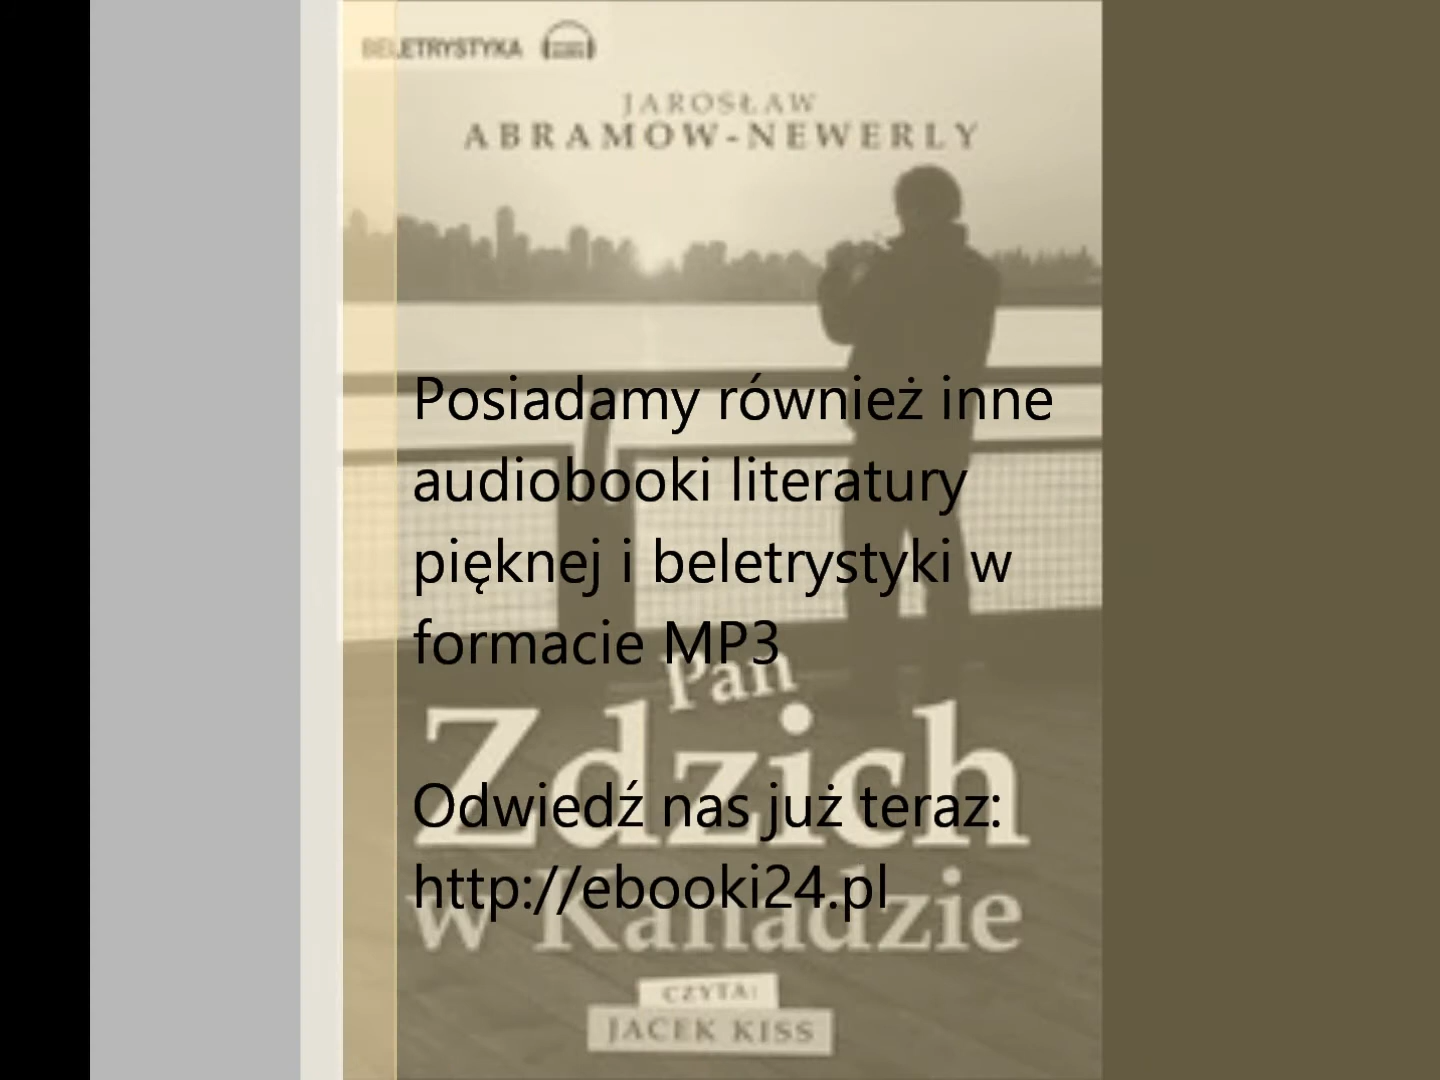 BELETRYSTYKA
JAROSŁAW
ABRAMOW-NEWERLY
Posiadamy również inne
audiobooki literatury
pięknej i beletrystyki w
formacie MP3
Pan
Zdzich
Odwiedź nas już teraz:
http://ebooki24.pl
w Kanadzie
CZYTA:
JACEK KISS